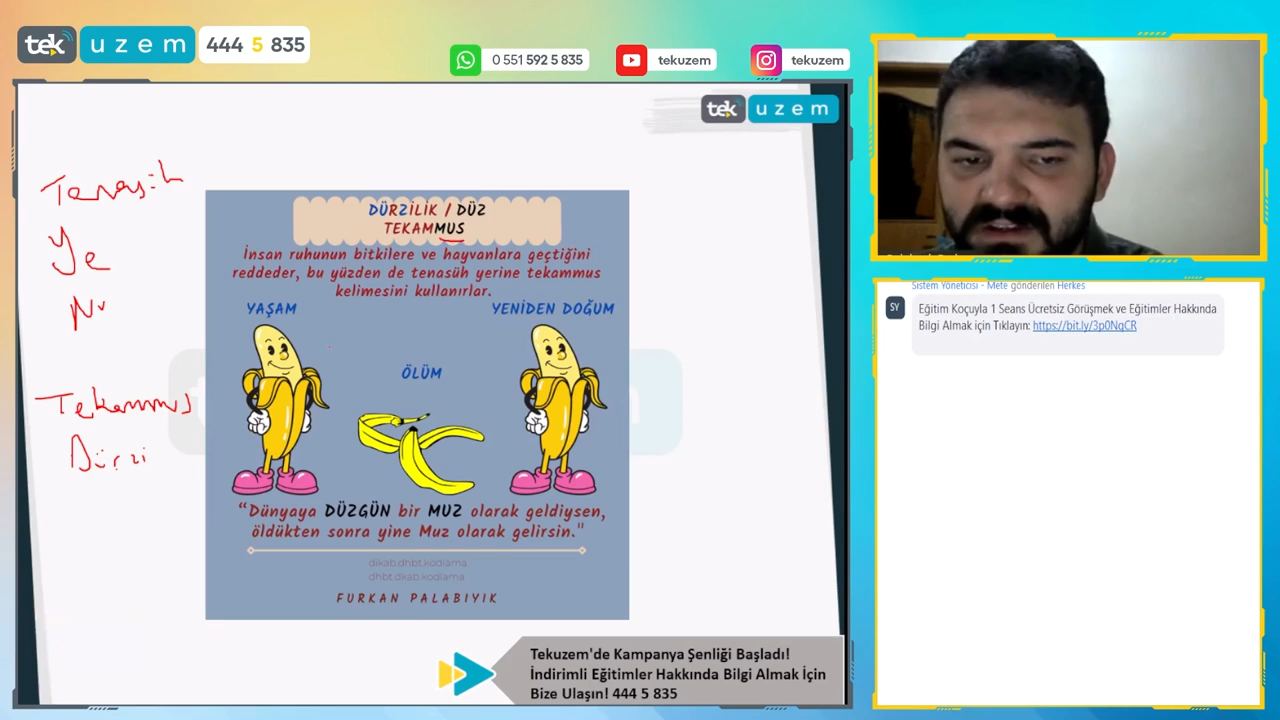 tek uzem 444 5 835
0 551 592 5 835
tekuzem
tekuzem
tek uzem
Tenasüh
Ye
Nu
Tekammus
Dürzi
DÜRZİLİK / DÜZ
TEKAMMUS
İnsan ruhunun bitkilere ve hayvanlara geçtiğini
reddeder, bu yüzden de tenasüh yerine tekammus
kelimesini kullanırlar.
YAŞAM
YENİDEN DOĞUM
ÖLÜM
“Dünyaya DÜZGÜN bir MUZ olarak geldiysen,
öldükten sonra yine Muz olarak gelirsin."
dikab.dhbt.kodlama
dhbt.dkab.kodlama
FURKAN PALABIYIK
Tekuzem'de Kampanya Şenliği Başladı!
İndirimli Eğitimler Hakkında Bilgi Almak İçin
Bize Ulaşın! 444 5 835
Sistem Yöneticisi - Mete gönderilen Herkes
SY
Eğitim Koçuyla 1 Seans Ücretsiz Görüşmek ve Eğitimler Hakkında
Bilgi Almak için Tıklayın: https://bit.ly/3p0NqCR